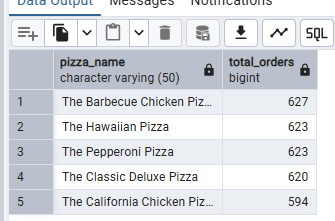 Data Output Messages Notifications
SQL
pizza_name total_orders
character varying (50) bigint
1 The Barbecue Chicken Piz... 627
2 The Hawaiian Pizza 623
3 The Pepperoni Pizza 623
4 The Classic Deluxe Pizza 620
5 The California Chicken Piz... 594